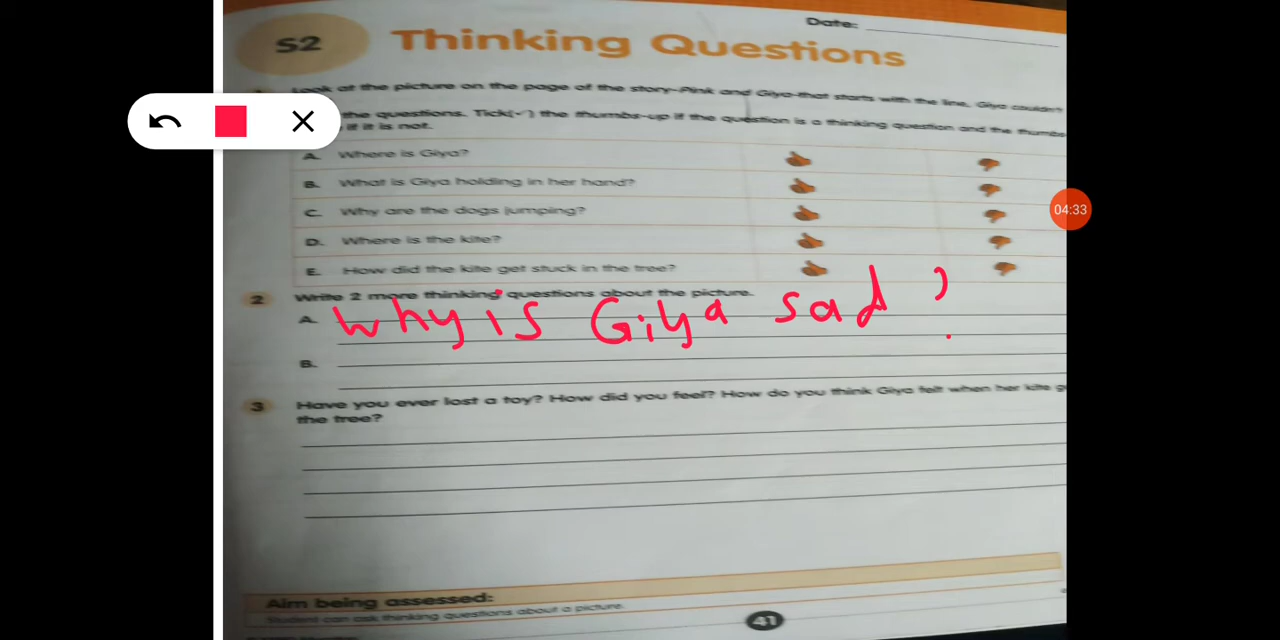 Date:
S2 Thinking Questions
Look at the picture on the page of the story-Pink and Giya-that starts with the line, Giya couldn't
the questions. Tick(✓) the thumbs-up if the question is a thinking question and the thumbs
if it is not.
A. Where is Giya?
B. What is Giya holding in her hand?
C. Why are the dogs jumping?
D. Where is the kite?
E. How did the kite get stuck in the tree?
2 Write 2 more thinking questions about the picture.
A. Why is Giya sad ?
B.
3 Have you ever lost a toy? How did you feel? How do you think Giya felt when her kite
the tree?
Aim being assessed:
Student can ask thinking questions about a picture.
41
04:33